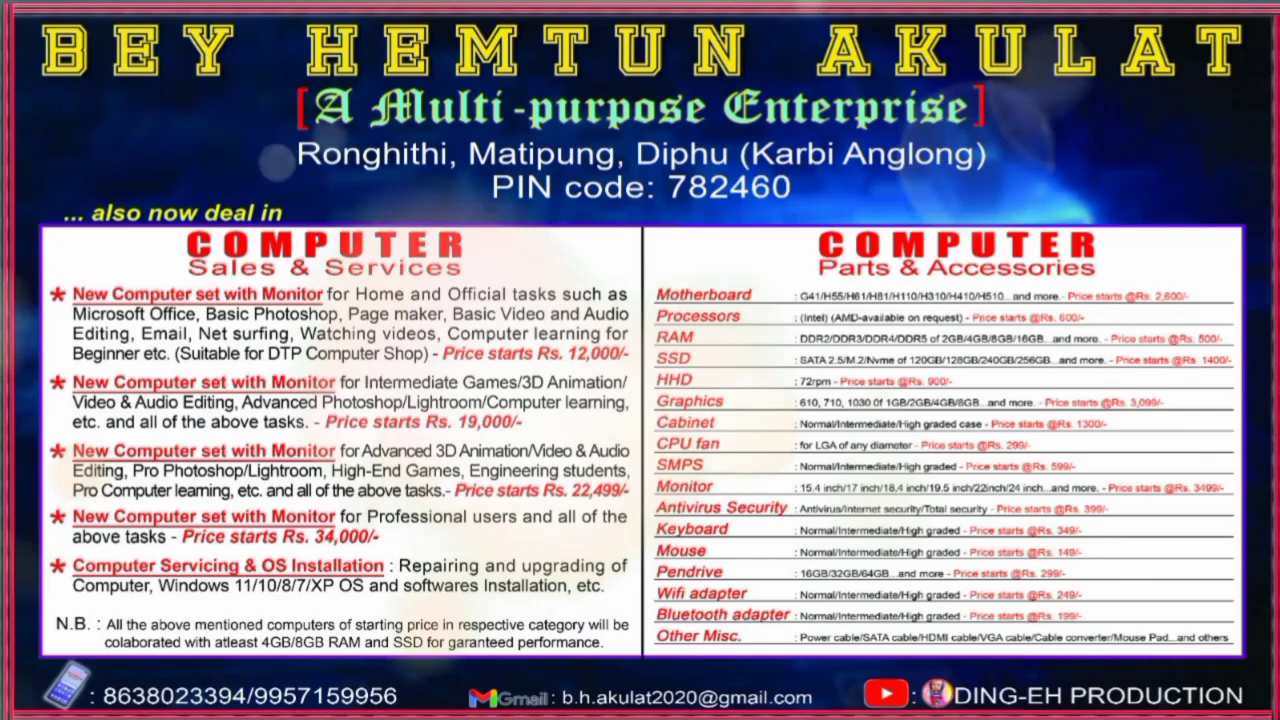 BEY HEMTUN AKULAT
[A Multi-purpose Enterprise]
Ronghithi, Matipung, Diphu (Karbi Anglong)
PIN code: 782460
... also now deal in
COMPUTER
Sales & Services
* New Computer set with Monitor for Home and Official tasks such as
Microsoft Office, Basic Photoshop, Page maker, Basic Video and Audio
Editing, Email, Net surfing, Watching videos, Computer learning for
Beginner etc. (Suitable for DTP Computer Shop) - Price starts Rs. 12,000/-
* New Computer set with Monitor for Intermediate Games/3D Animation/
Video & Audio Editing, Advanced Photoshop/Lightroom/Computer learning,
etc. and all of the above tasks. - Price starts Rs. 19,000/-
* New Computer set with Monitor for Advanced 3D Animation/Video & Audio
Editing, Pro Photoshop/Lightroom, High-End Games, Engineering students,
Pro Computer learning, etc. and all of the above tasks.- Price starts Rs. 22,499/-
* New Computer set with Monitor for Professional users and all of the
above tasks - Price starts Rs. 34,000/-
* Computer Servicing & OS Installation : Repairing and upgrading of
Computer, Windows 11/10/8/7/XP OS and softwares Installation, etc.
N.B. : All the above mentioned computers of starting price in respective category will be
colaborated with atleast 4GB/8GB RAM and SSD for garanteed performance.
COMPUTER
Parts & Accessories
Motherboard : G41/H55/H61/H81/H110/H310/H410/H510...and more.- Price starts @Rs. 2,600/-
Processors : (Intel) (AMD-available on request) - Price starts @Rs. 600/-
RAM : DDR2/DDR3/DDR4/DDR5 of 2GB/4GB/8GB/16GB...and more. - Price starts @Rs. 500/-
SSD : SATA 2.5/M.2/Nvme of 120GB/128GB/240GB/256GB...and more. - Price starts @Rs. 1400/-
HHD : 72rpm - Price starts @Rs. 900/-
Graphics : 610, 710, 1030 of 1GB/2GB/4GB/8GB...and more. - Price starts @Rs. 3,099/-
Cabinet : Normal/Intermediate/High graded case - Price starts @Rs. 1300/-
CPU fan : for LGA of any diameter - Price starts @Rs. 299/-
SMPS : Normal/Intermediate/High graded - Price starts @Rs. 599/-
Monitor : 15.4 inch/17 inch/18.4 inch/19.5 inch/22inch/24 inch...and more. - Price starts @Rs. 3499/-
Antivirus Security : Antivirus/Internet security/Total security - Price starts @Rs. 399/-
Keyboard : Normal/Intermediate/High graded - Price starts @Rs. 349/-
Mouse : Normal/Intermediate/High graded - Price starts @Rs. 149/-
Pendrive : 16GB/32GB/64GB...and more - Price starts @Rs. 299/-
Wifi adapter : Normal/Intermediate/High graded - Price starts @Rs. 249/-
Bluetooth adapter : Normal/Intermediate/High graded - Price starts @Rs. 199/-
Other Misc. : Power cable/SATA cable/HDMI cable/VGA cable/Cable converter/Mouse Pad...and others
: 8638023394/9957159956
Gmail : b.h.akulat2020@gmail.com
: DING-EH PRODUCTION